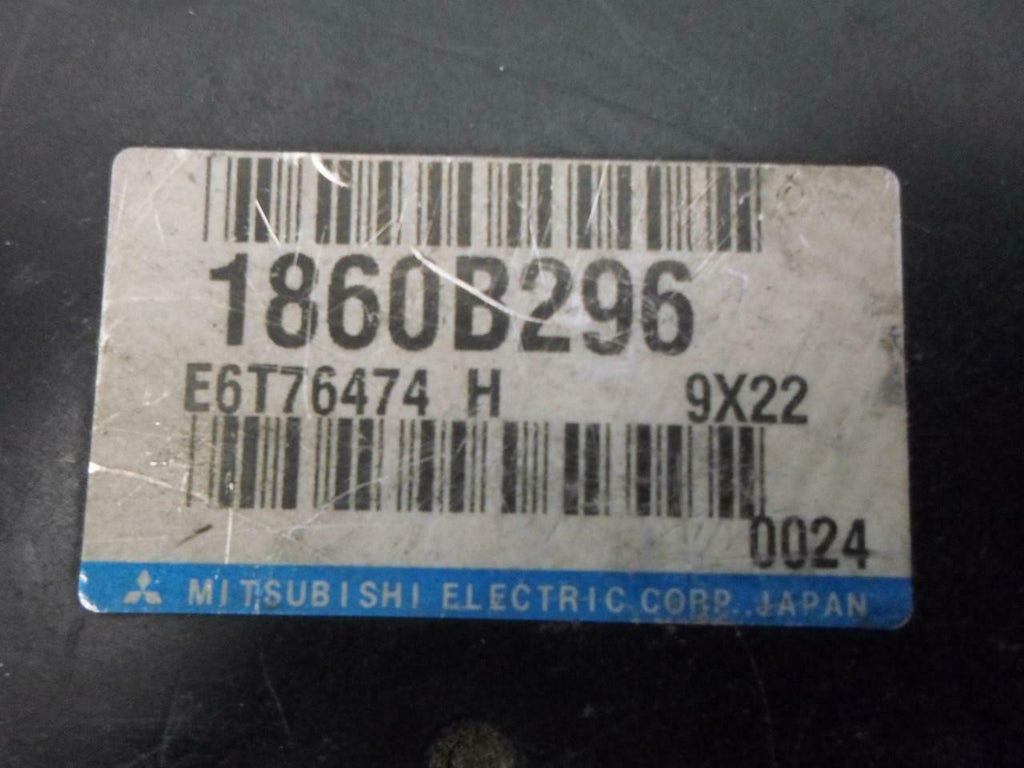 1860B296
E6T76474 H 9X22
0024
MITSUBISHI ELECTRIC CORP. JAPAN